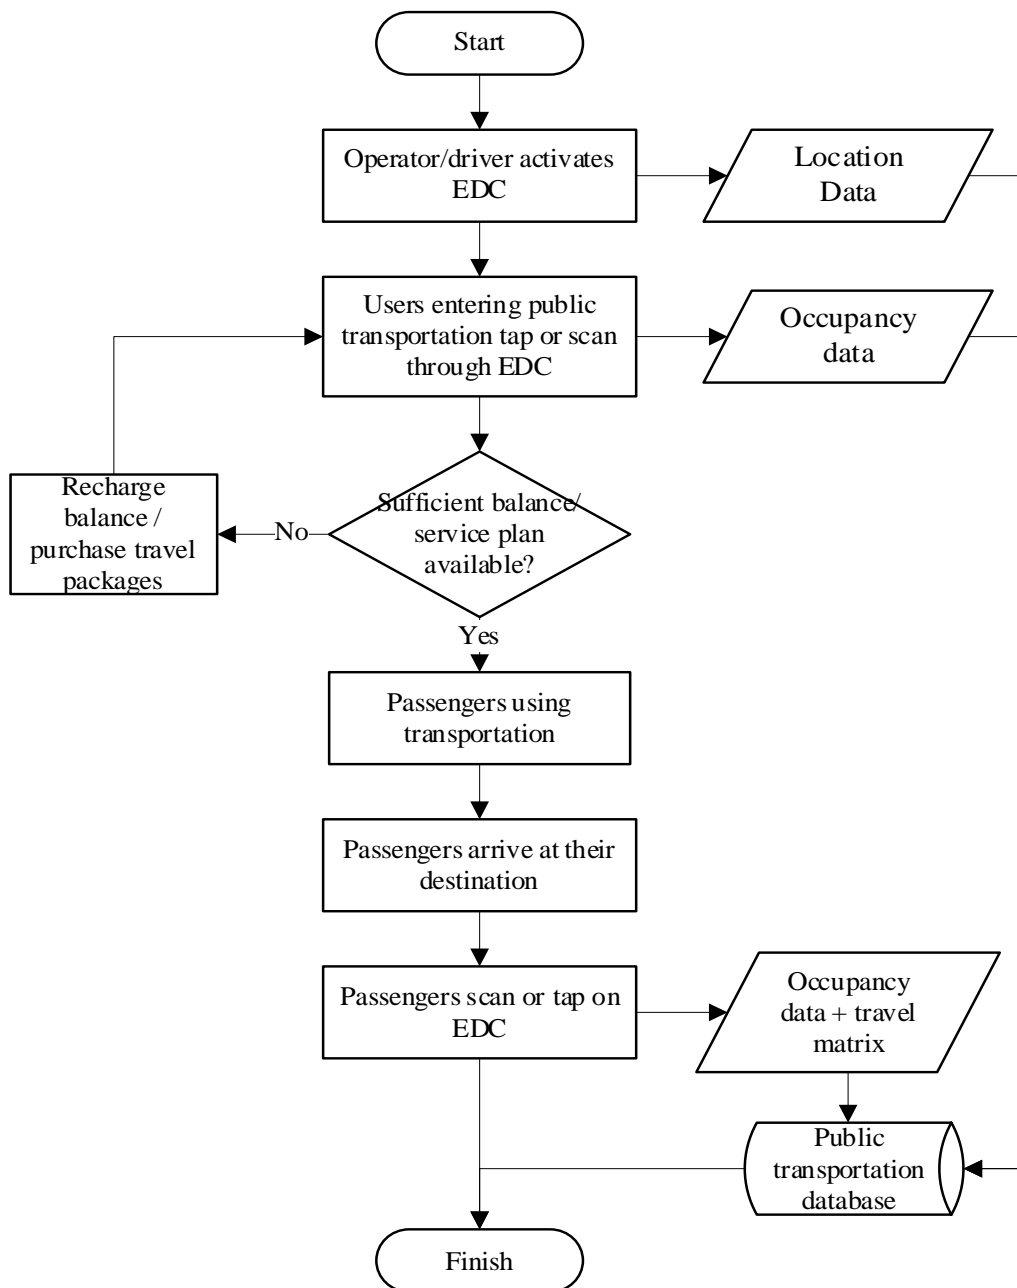 Start
Operator/driver activates
EDC
Location
Data
Users entering public
transportation tap or scan
through EDC
Occupancy
data
Recharge
balance /
purchase travel
packages
No
Sufficient balance/
service plan
available?
Yes
Passengers using
transportation
Passengers arrive at their
destination
Passengers scan or tap on
EDC
Occupancy
data + travel
matrix
Public
transportation
database
Finish